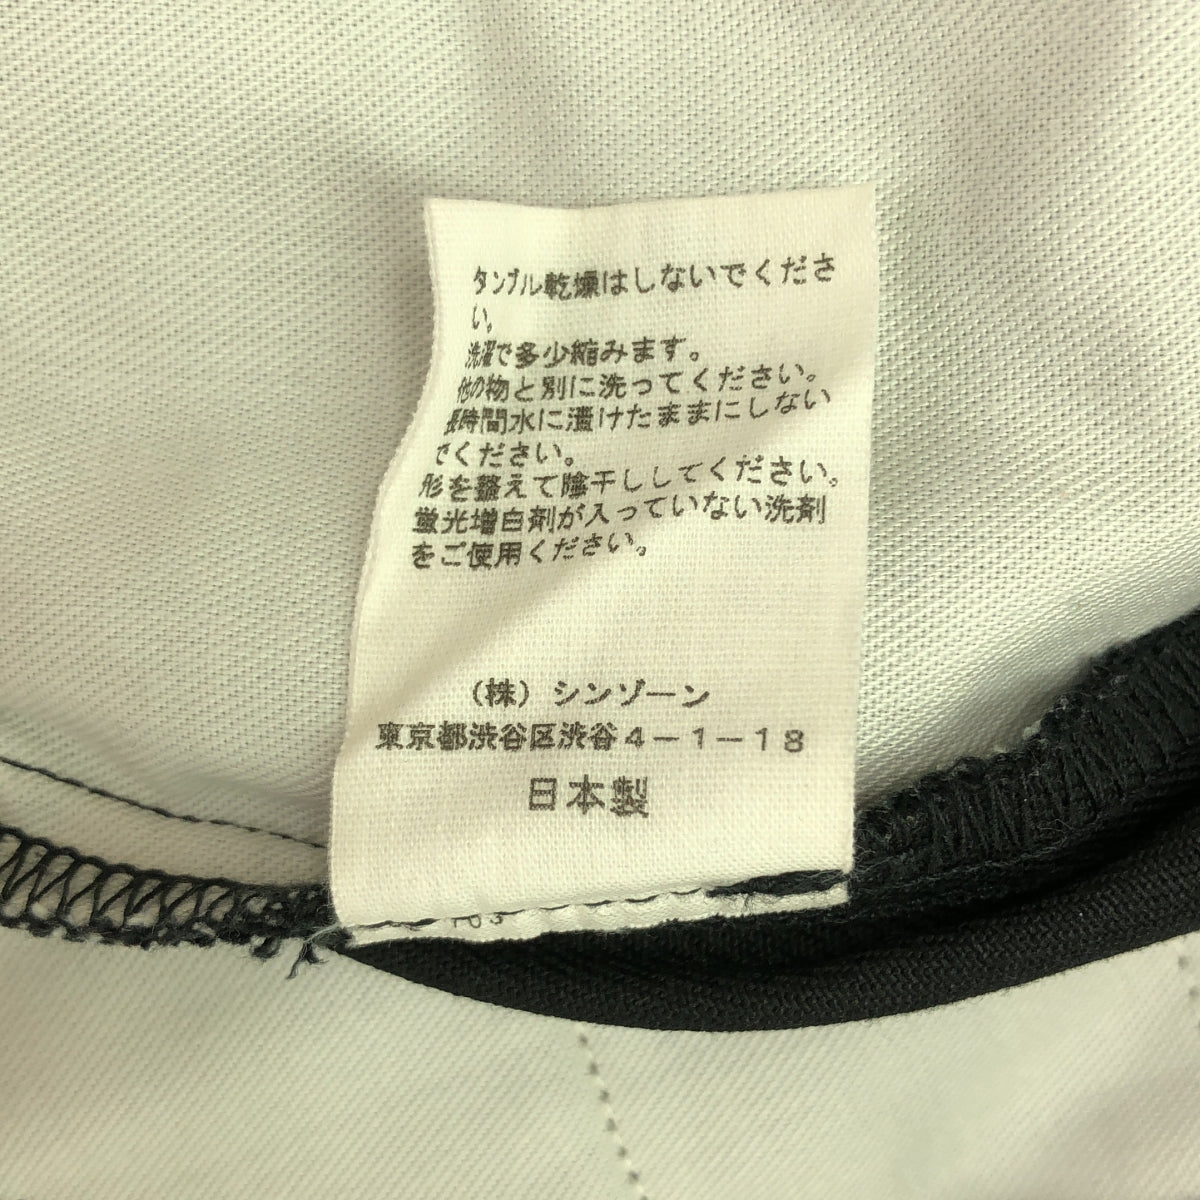 タンブル乾燥はしないでくださ
い。
洗濯で多少縮みます。
他の物と別に洗ってください。
長時間水に漬けたままにしない
でください。
形を整えて陰干ししてください。
蛍光増白剤が入っていない洗剤
をご使用ください。
(株)シンゾーン
東京都渋谷区渋谷4-1-18
日本製